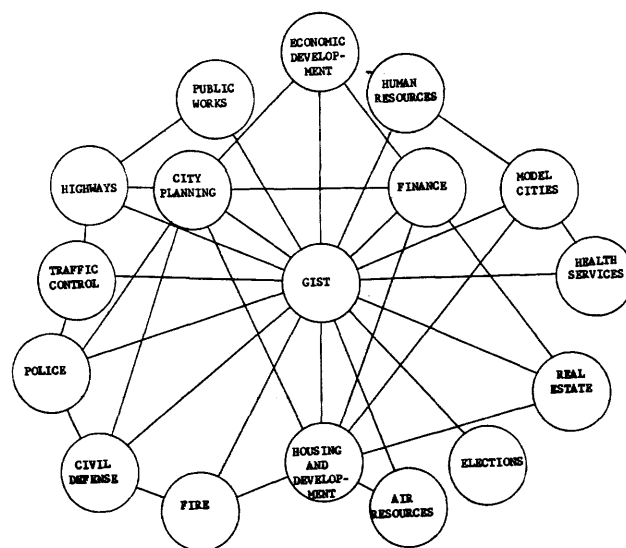 ECONOMIC
DEVELOP-
MENT
PUBLIC
WORKS
HUMAN
RESOURCES
HIGHWAYS
CITY
PLANNING
FINANCE
MODEL
CITIES
TRAFFIC
CONTROL
GIST
HEALTH
SERVICES
POLICE
REAL
ESTATE
CIVIL
DEFENSE
HOUSING
AND
DEVELOP-
MENT
ELECTIONS
FIRE
AIR
RESOURCES